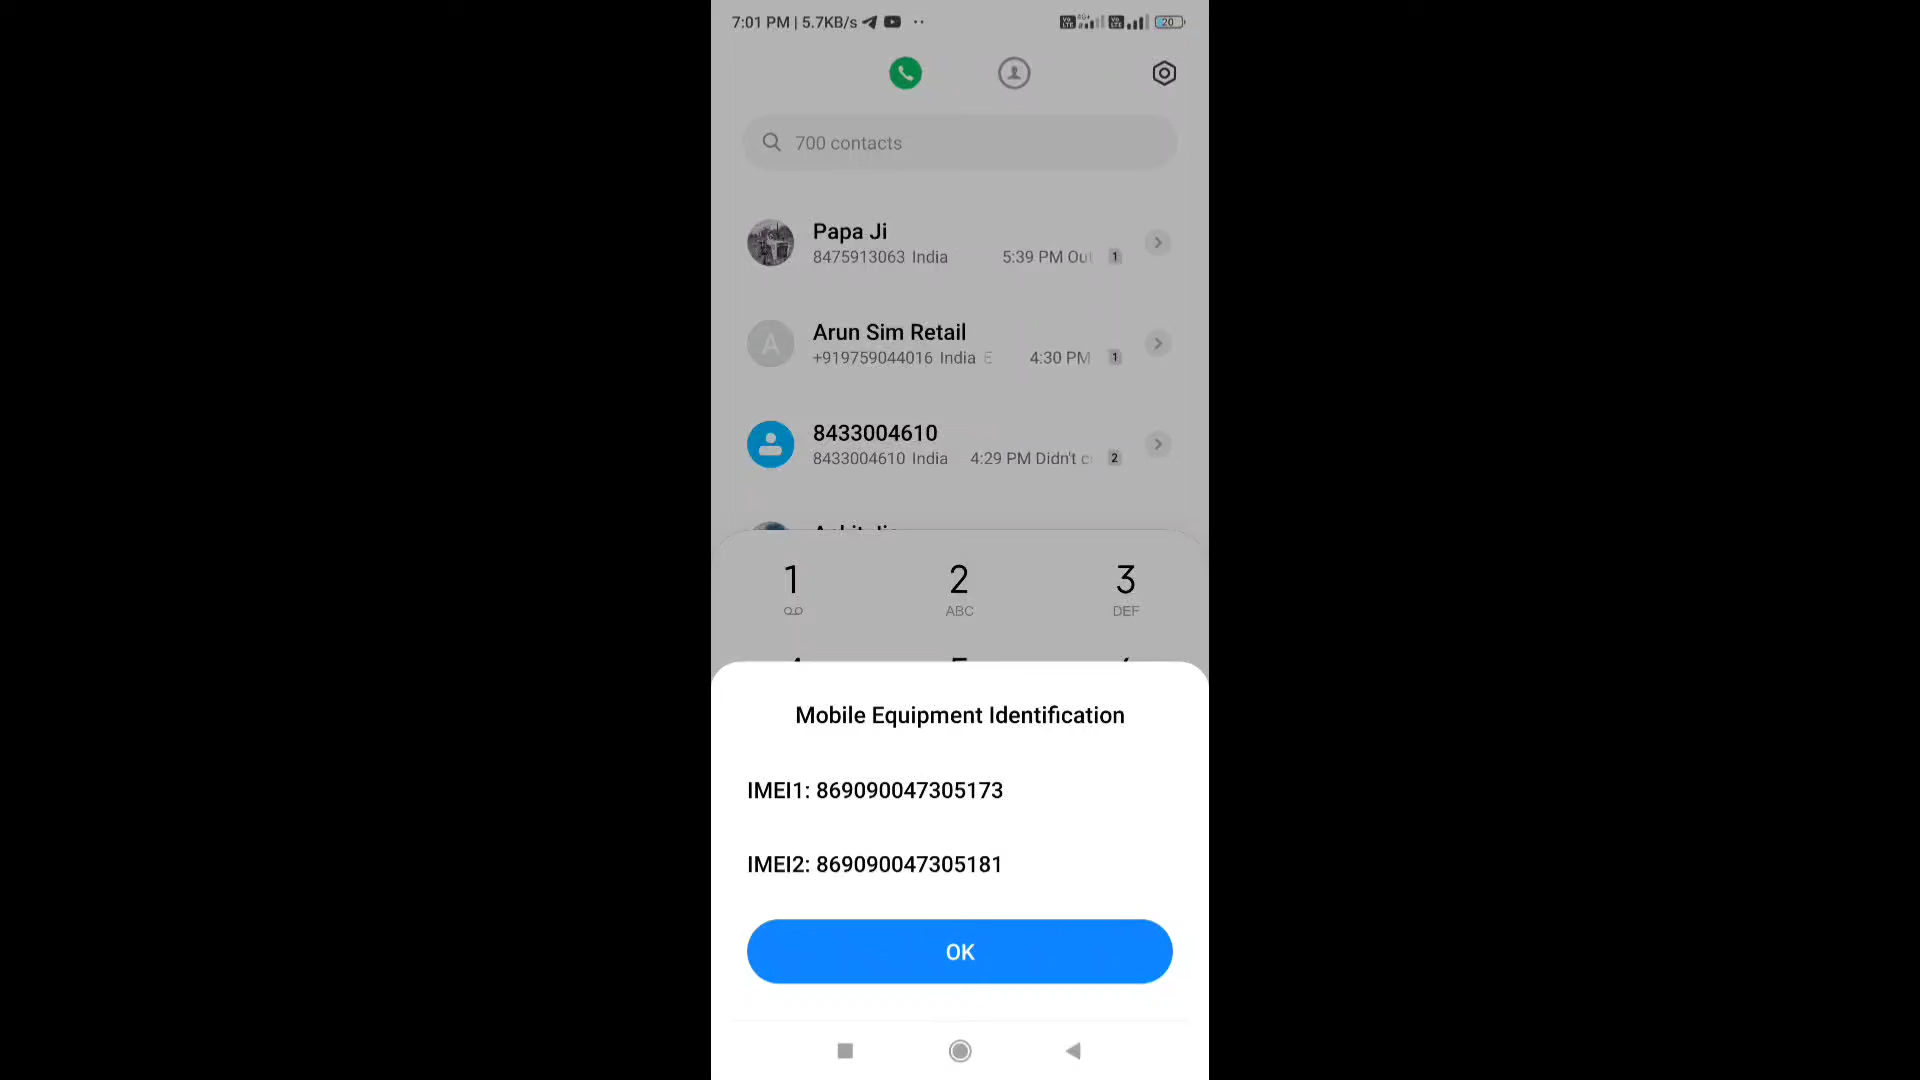 7:01 PM | 5.7KB/s
20
700 contacts
Papa Ji
8475913063 India 5:39 PM 1
A
Arun Sim Retail
+919759044016 India E 4:30 PM 1
8433004610
8433004610 India 4:29 PM Didn't 2
1 2 3
ABC DEF
Mobile Equipment Identification
IMEI1: 869090047305173
IMEI2: 869090047305181
OK